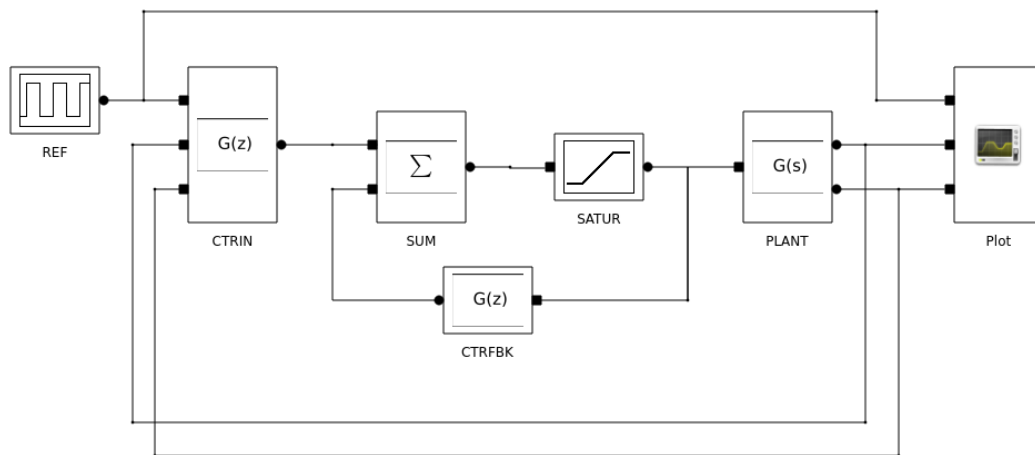 REF
G(z)
CTRIN
Σ
SUM
SATUR
G(s)
PLANT
Plot
G(z)
CTRFBK